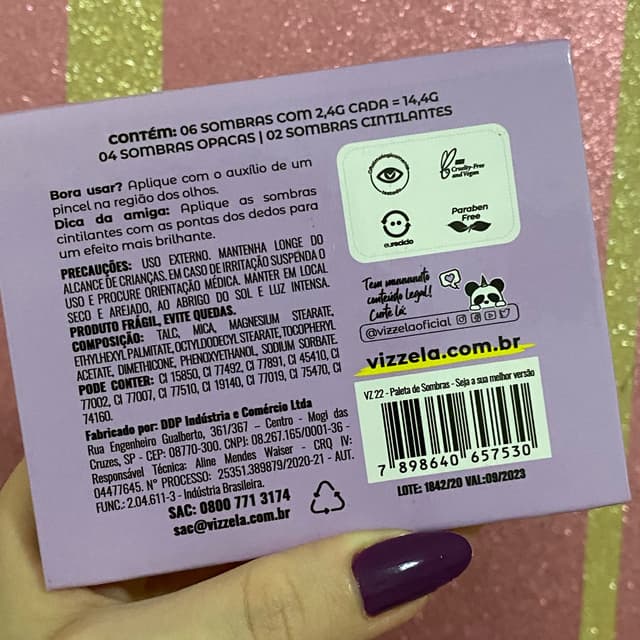 CONTÉM: 06 SOMBRAS COM 2,4G CADA = 14,4G
04 SOMBRAS OPACAS | 02 SOMBRAS CINTILANTES
Bora usar? Aplique com o auxílio de um
pincel na região dos olhos.
Dica da amiga: Aplique as sombras
cintilantes com as pontas dos dedos para
um efeito mais brilhante.
PRECAUÇÕES: USO EXTERNO. MANTENHA LONGE DO
ALCANCE DE CRIANÇAS. EM CASO DE IRRITAÇÃO SUSPENDA O
USO E PROCURE ORIENTAÇÃO MÉDICA. MANTER EM LOCAL
SECO E AREJADO, AO ABRIGO DO SOL E LUZ INTENSA.
PRODUTO FRÁGIL, EVITE QUEDAS.
COMPOSIÇÃO: TALC, MICA, MAGNESIUM STEARATE,
ETHYLHEXYL PALMITATE, OCTYLDODECYL STEARATE, TOCOPHERYL
ACETATE, DIMETHICONE, PHENOXYETHANOL, SODIUM SORBATE.
PODE CONTER: CI 15850, CI 77492, CI 77891, CI 45410, CI
77002, CI 77007, CI 77510, CI 19140, CI 77019, CI 75470, CI
74160.
Fabricado por: DDP Indústria e Comércio Ltda
Rua Engenheiro Gualberto, 361/367 – Centro - Mogi das
Cruzes, SP - CEP: 08770-300. CNPJ: 08.267.165/0001-36
Responsável Técnica: Aline Mendes Waiser - CRQ IV:
04477645. Nº PROCESSO: 25351.389879/2020-21 - AUT.
FUNC.: 2.04.611-3 - Indústria Brasileira.
SAC: 0800 771 3174
sac@vizzela.com.br
Cruelty-Free
and Vegan
eu reciclo
Paraben
Free
Tem muuuuuito
conteúdo legal!
Curte lá:
@vizzelaoficial
vizzela.com.br
VZ.22 - Paleta de Sombras - Seja a sua melhor versão
7 898640 657530
LOTE: 1842/20 VAL:09/2023